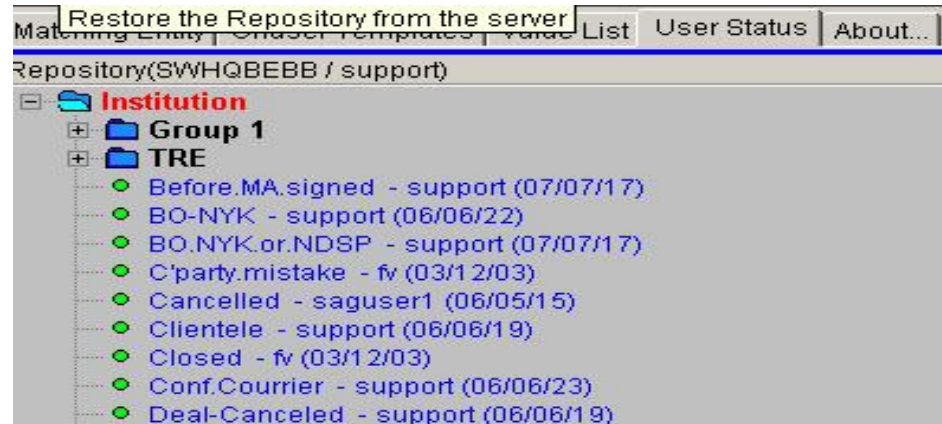 Restore the Repository from the server
Matching Entity List User Status About...
Repository(SWHQBEBB / support)
Institution
Group 1
TRE
Before.MA.signed - support (07/07/17)
BO-NYK - support (06/06/22)
BO.NYK.or.NDSP - support (07/07/17)
C'party.mistake - fv (03/12/03)
Cancelled - saguser1 (06/05/15)
Clientele - support (06/06/19)
Closed - fv (03/12/03)
Conf.Courrier - support (06/06/23)
Deal-Canceled - support (06/06/19)